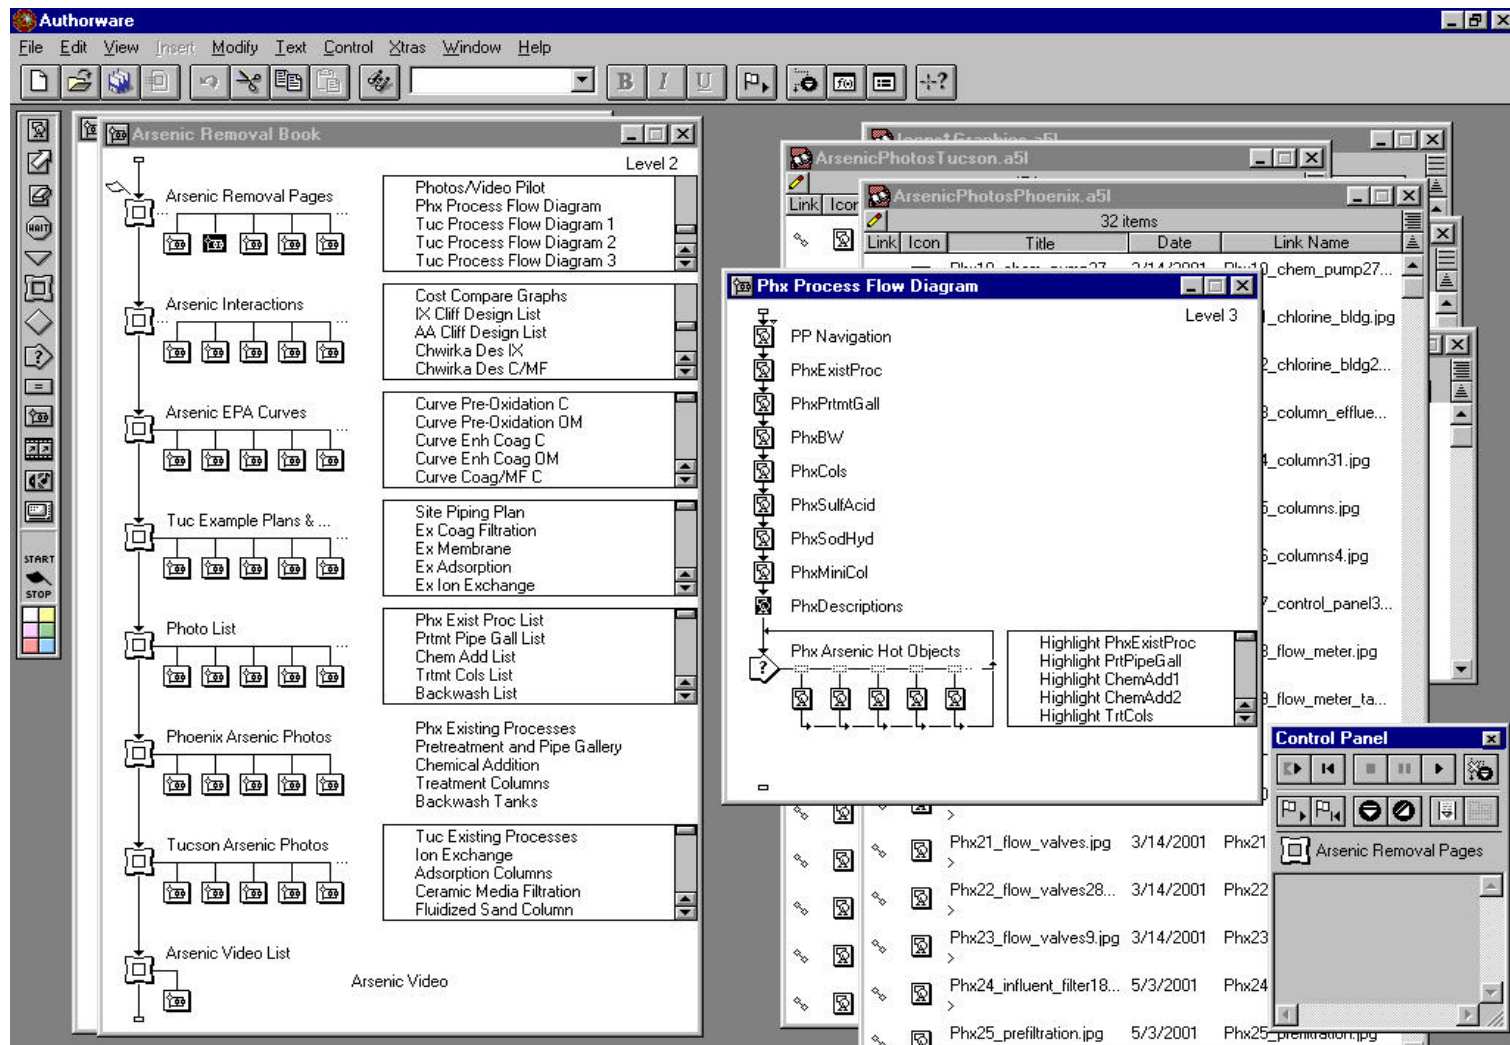 Authorware
File Edit View Insert Modify Text Control Xtras Window Help
B I U
Arsenic Removal Book
Level 2
Arsenic Removal Pages
Photos/Video Pilot
Phx Process Flow Diagram
Tuc Process Flow Diagram 1
Tuc Process Flow Diagram 2
Tuc Process Flow Diagram 3
Arsenic Interactions
Cost Compare Graphs
IX Cliff Design List
AA Cliff Design List
Chwirka Des IX
Chwirka Des C/MF
Arsenic EPA Curves
Curve Pre-Oxidation C
Curve Pre-Oxidation OM
Curve Enh Coag C
Curve Enh Coag OM
Curve Coag/MF C
Tuc Example Plans & ...
Site Piping Plan
Ex Coag Filtration
Ex Membrane
Ex Adsorption
Ex Ion Exchange
Photo List
Phx Exist Proc List
Prtmt Pipe Gall List
Chem Add List
Trtmt Cols List
Backwash List
Phoenix Arsenic Photos
Phx Existing Processes
Pretreatment and Pipe Gallery
Chemical Addition
Treatment Columns
Backwash Tanks
Tucson Arsenic Photos
Tuc Existing Processes
Ion Exchange
Adsorption Columns
Ceramic Media Filtration
Fluidized Sand Column
Arsenic Video List
Arsenic Video
WAIT
START
STOP
ArsenicPhotosTucson.a5l
Link Icon
ArsenicPhotosPhoenix.a5l
32 items
Link Icon Title Date Link Name
_chem_pump27...
_chlorine_bldg.jpg
_chlorine_bldg2...
_column_efflue...
_column31.jpg
_columns.jpg
_columns4.jpg
_control_panel3...
_flow_meter.jpg
_flow_meter_ta...
Phx Process Flow Diagram
Level 3
PP Navigation
PhxExistProc
PhxPrtmtGall
PhxBW
PhxCols
PhxSulfAcid
PhxSodHyd
PhxMiniCol
PhxDescriptions
Phx Arsenic Hot Objects
Highlight PhxExistProc
Highlight PrtPipeGall
Highlight ChemAdd1
Highlight ChemAdd2
Highlight TrtCols
Phx21_flow_valves.jpg 3/14/2001 Phx21
>
Phx22_flow_valves28... 3/14/2001 Phx22
>
Phx23_flow_valves9.jpg 3/14/2001 Phx23
>
Phx24_influent_filter18... 5/3/2001 Phx24
>
Phx25_prefiltration.jpg 5/3/2001 Phx25_prefiltration.jpg
Control Panel
Arsenic Removal Pages